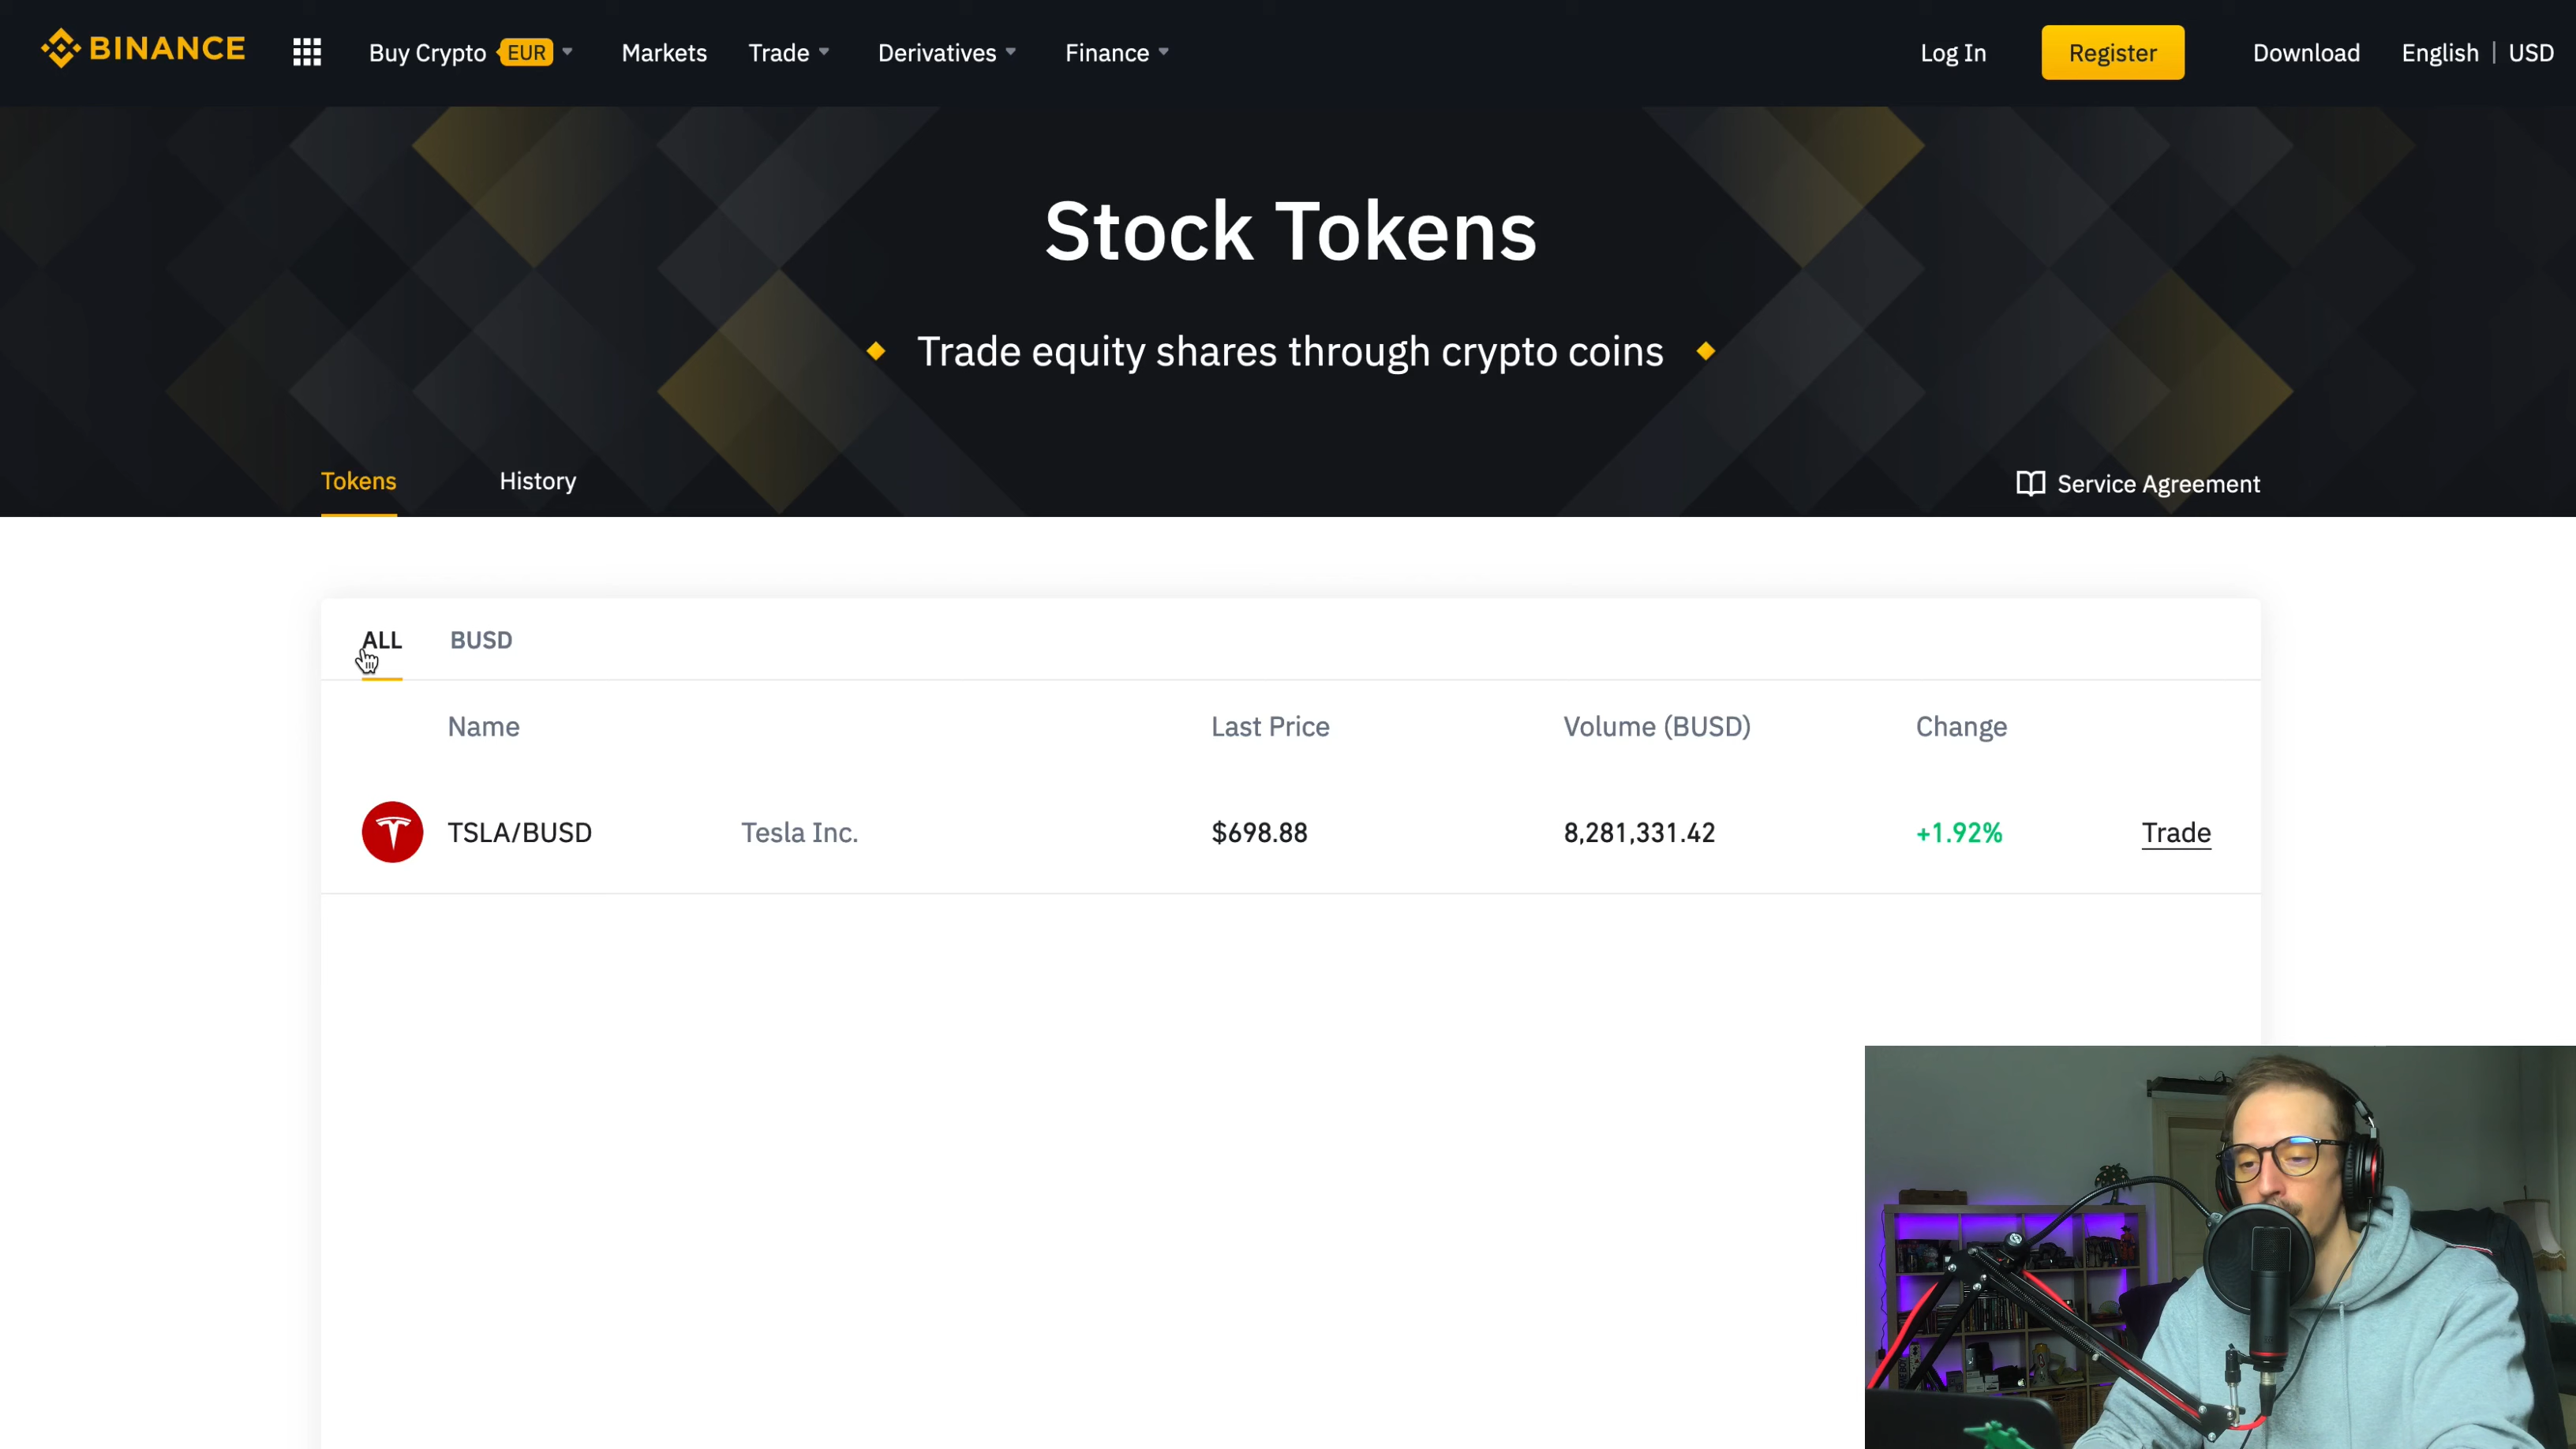 BINANCE Buy Crypto EUR Markets Trade Derivatives Finance Log In Register Download English | USD
Stock Tokens
Trade equity shares through crypto coins
Tokens History Service Agreement
ALL BUSD
Name Last Price Volume (BUSD) Change
TSLA/BUSD Tesla Inc. $698.88 8,281,331.42 +1.92% Trade